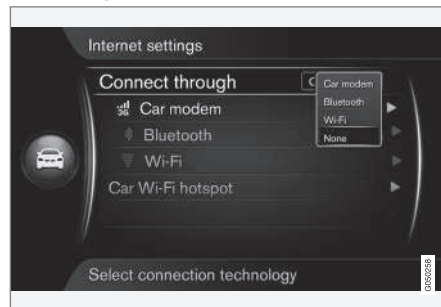 Internet settings
Connect through
Car modem
Bluetooth
Wi-Fi
None
3G Car modem
Bluetooth
Wi-Fi
Car Wi-Fi hotspot
Select connection technology
G050258